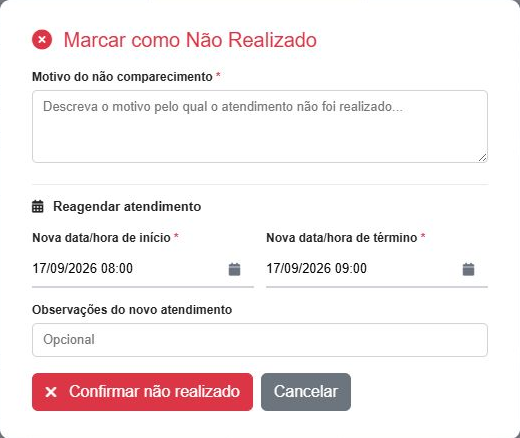 Marcar como Não Realizado
Motivo do não comparecimento *
Descreva o motivo pelo qual o atendimento não foi realizado...
Reagendar atendimento
Nova data/hora de início * Nova data/hora de término *
17/09/2026 08:00 17/09/2026 09:00
Observações do novo atendimento
Opcional
Confirmar não realizado Cancelar